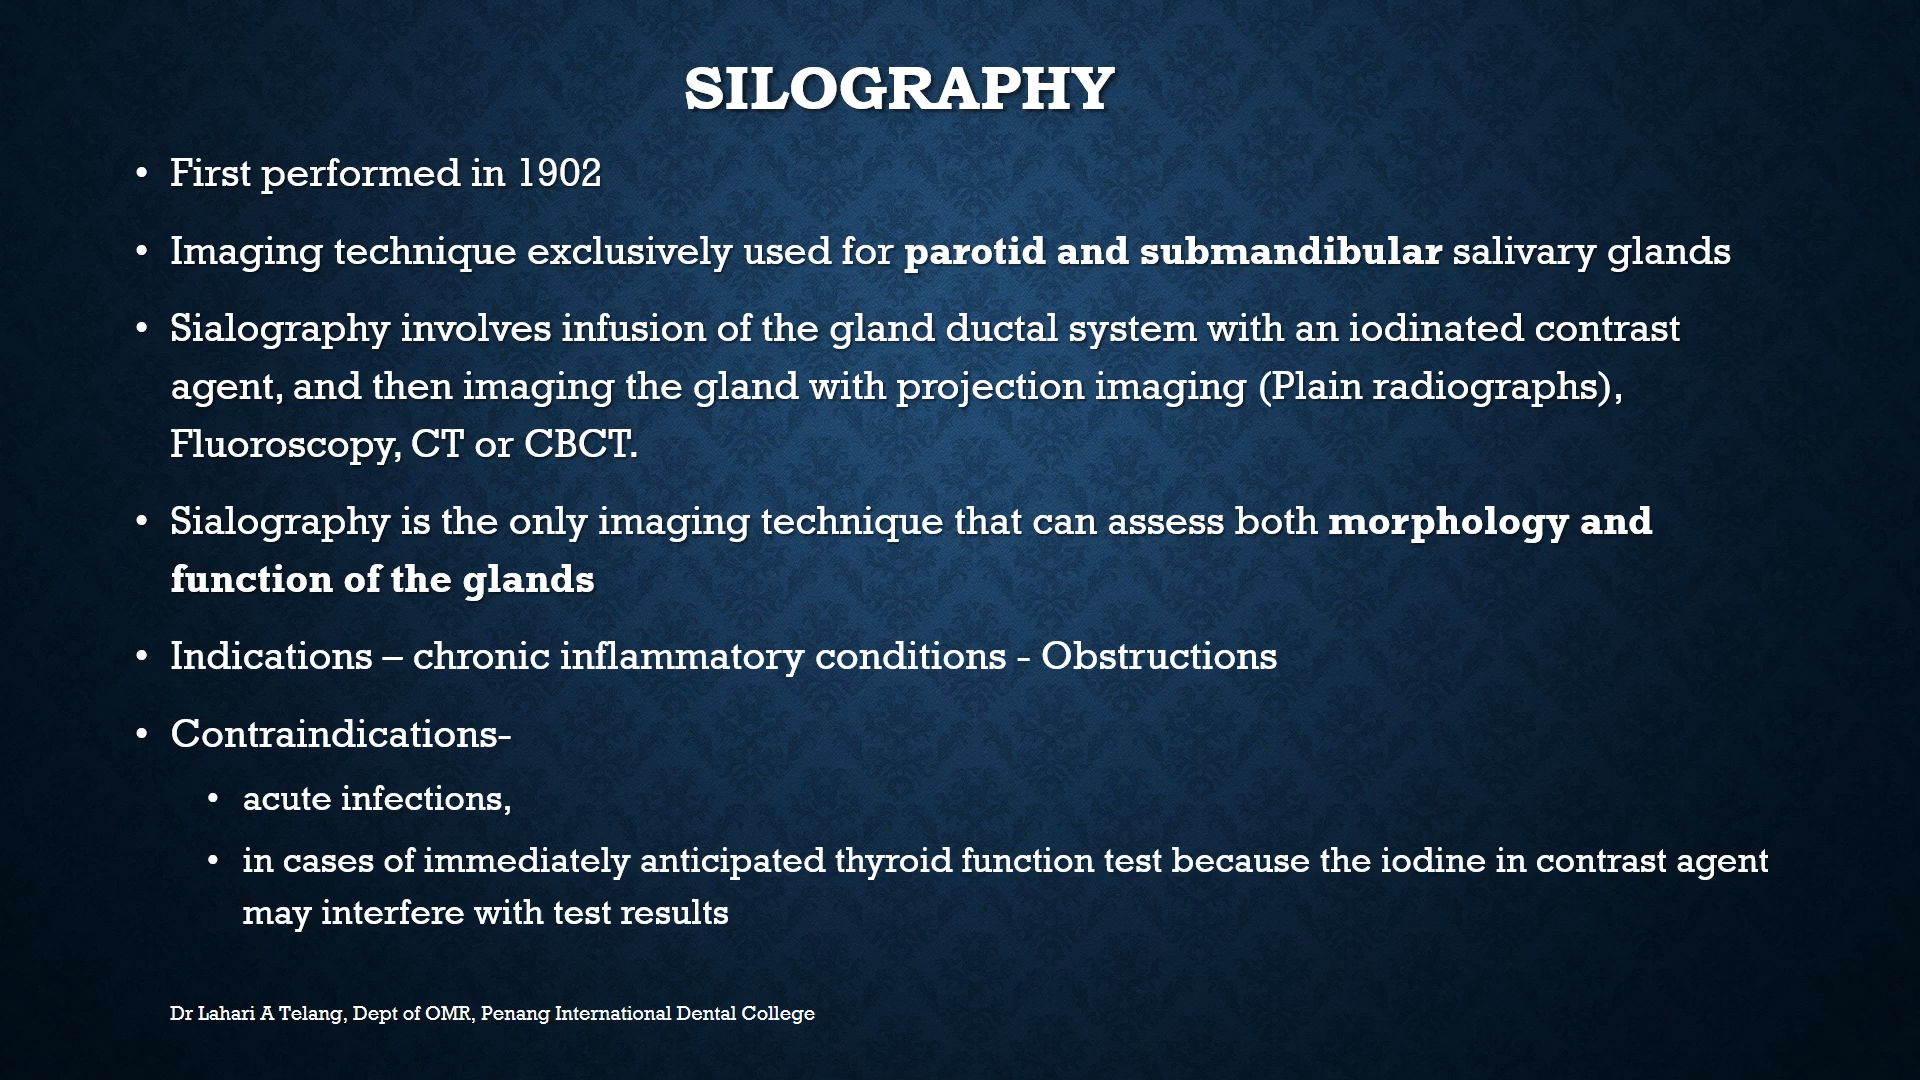 SILOGRAPHY
• First performed in 1902
• Imaging technique exclusively used for parotid and submandibular salivary glands
• Sialography involves infusion of the gland ductal system with an iodinated contrast
agent, and then imaging the gland with projection imaging (Plain radiographs),
Fluoroscopy, CT or CBCT.
• Sialography is the only imaging technique that can assess both morphology and
function of the glands
• Indications – chronic inflammatory conditions - Obstructions
• Contraindications-
• acute infections,
• in cases of immediately anticipated thyroid function test because the iodine in contrast agent
may interfere with test results
Dr Lahari A Telang, Dept of OMR, Penang International Dental College